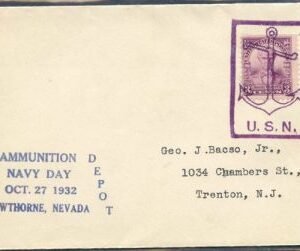 AMMUNITION
NAVY DAY
OCT. 27 1932
WTHORNE, NEVADA
DEPOT
U.S.N.
Geo. J.Bacso, Jr.,
1034 Chambers St.,
Trenton, N.J.